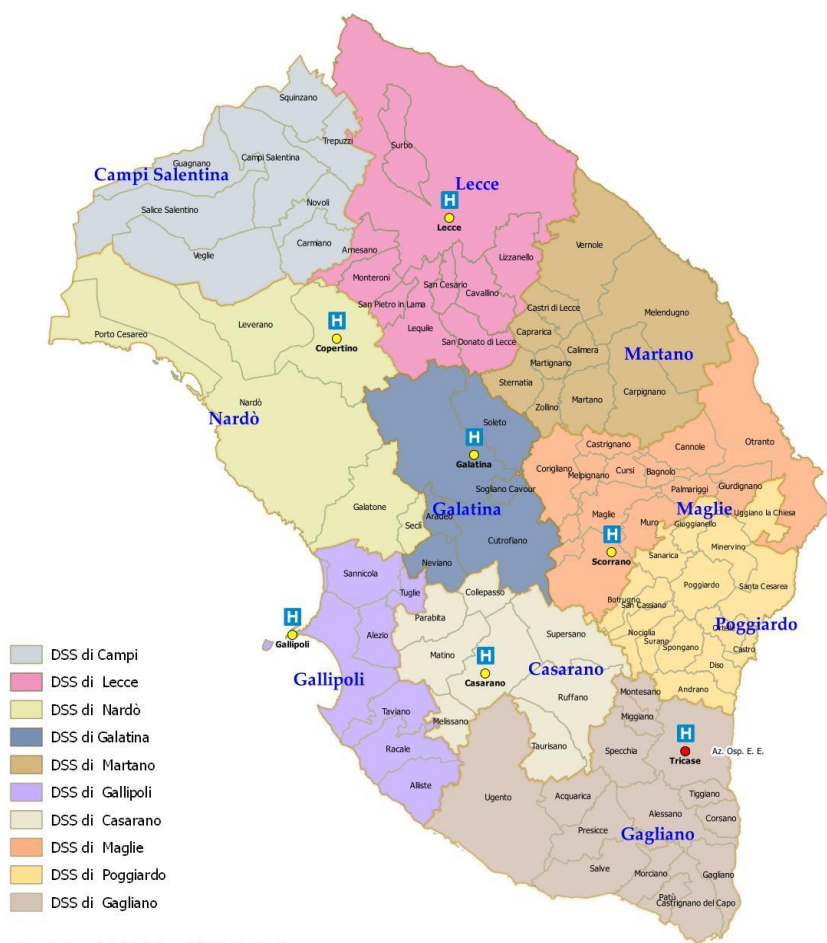 Squinzano
Trepuzzi
Surbo
Guagnano
Campi Salentina
Campi Salentina
Lecce
H
Lecce
Salice Salentino
Novoli
Veglie
Carmiano
Arnesano
Monteroni
Lizzanello
San Cesario
Cavallino
San Pietro in Lama
Lequile
San Donato di Lecce
Vernole
Melendugno
Castri di Lecce
Caprarica
Calimera
Martignano
Martano
Sternatia
Zollino
Martano
Carpignano
Porto Cesareo
Leverano
H
Copertino
Nardò
Nardò
Galatone
Seclì
Soleto
H
Galatina
Sogliano Cavour
Galatina
Aradeo
Cutrofiano
Neviano
Castrignano
Cannole
Otranto
Corigliano
Melpignano
Cursi
Bagnolo
Palmariggi
Giurdignano
Maglie
Maglie
Muro
Uggiano la Chiesa
Giuggianello
H
Scorrano
Sanarica
Minervino
Poggiardo
Santa Cesarea
Botrugno
San Cassiano
Ortelle
Poggiardo
Nociglia
Surano
Spongano
Castro
Diso
Andrano
Sannicola
Tuglie
H
Gallipoli
Alezio
Gallipoli
Taviano
Racale
Alliste
Collepasso
Parabita
Supersano
Matino
H
Casarano
Casarano
Ruffano
Melissano
Taurisano
Montesano
Miggiano
H
Tricase
Az. Osp. E. E.
Specchia
Ugento
Acquarica
Tiggiano
Alessano
Corsano
Presicce
Gagliano
Salve
Morciano
Gagliano
Patù
Castrignano del Capo
DSS di Campi
DSS di Lecce
DSS di Nardò
DSS di Galatina
DSS di Martano
DSS di Gallipoli
DSS di Casarano
DSS di Maglie
DSS di Poggiardo
DSS di Gagliano